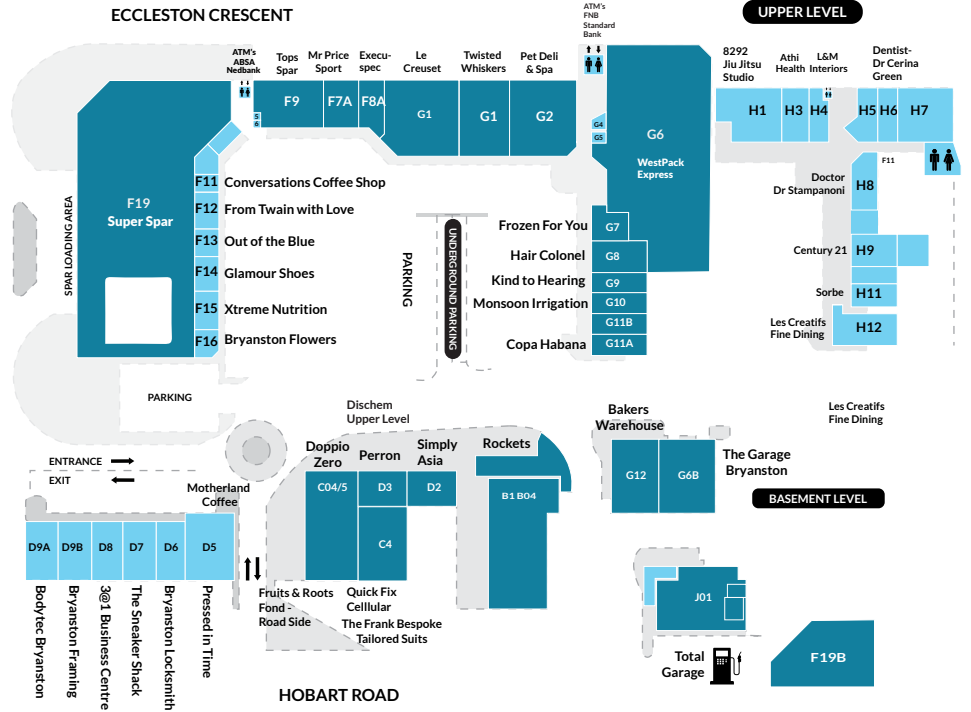 ECCLESTON CRESCENT
ATM's
FNB
Standard
Bank
UPPER LEVEL
ATM's
ABSA
Nedbank
Tops
Spar
Mr Price
Sport
Execu-
spec
Le
Creuset
Twisted
Whiskers
Pet Deli
& Spa
8292
Jiu Jitsu
Studio
Athi
Health
L&M
Interiors
Dentist-
Dr Cerina
Green
F9
F7A
F8A
G1
G1
G2
5
6
G4
G5
G6
WestPack
Express
H1
H3
H4
H5
H6
H7
F11
Doctor
Dr Stampanoni
H8
Century 21
H9
Sorbe
H11
Les Creatifs
Fine Dining
H12
SPAR LOADING AREA
F19
Super Spar
F11
Conversations Coffee Shop
F12
From Twain with Love
F13
Out of the Blue
F14
Glamour Shoes
F15
Xtreme Nutrition
F16
Bryanston Flowers
PARKING
UNDERGROUND PARKING
Frozen For You
G7
Hair Colonel
G8
Kind to Hearing
G9
Monsoon Irrigation
G10
G11B
Copa Habana
G11A
PARKING
Dischem
Upper Level
Doppio
Zero
Perron
Simply
Asia
Rockets
C04/5
D3
D2
B1 B04
C4
Bakers
Warehouse
G12
G6B
The Garage
Bryanston
Les Creatifs
Fine Dining
BASEMENT LEVEL
ENTRANCE
EXIT
Motherland
Coffee
D9A
D9B
D8
D7
D6
D5
Bodytec Bryanston
Bryanston Framing
3@1 Business Centre
The Sneaker Shack
Bryanston Locksmith
Pressed in Time
Fruits & Roots
Fond -
Road Side
Quick Fix
Celllular
The Frank Bespoke
Tailored Suits
J01
Total
Garage
F19B
HOBART ROAD